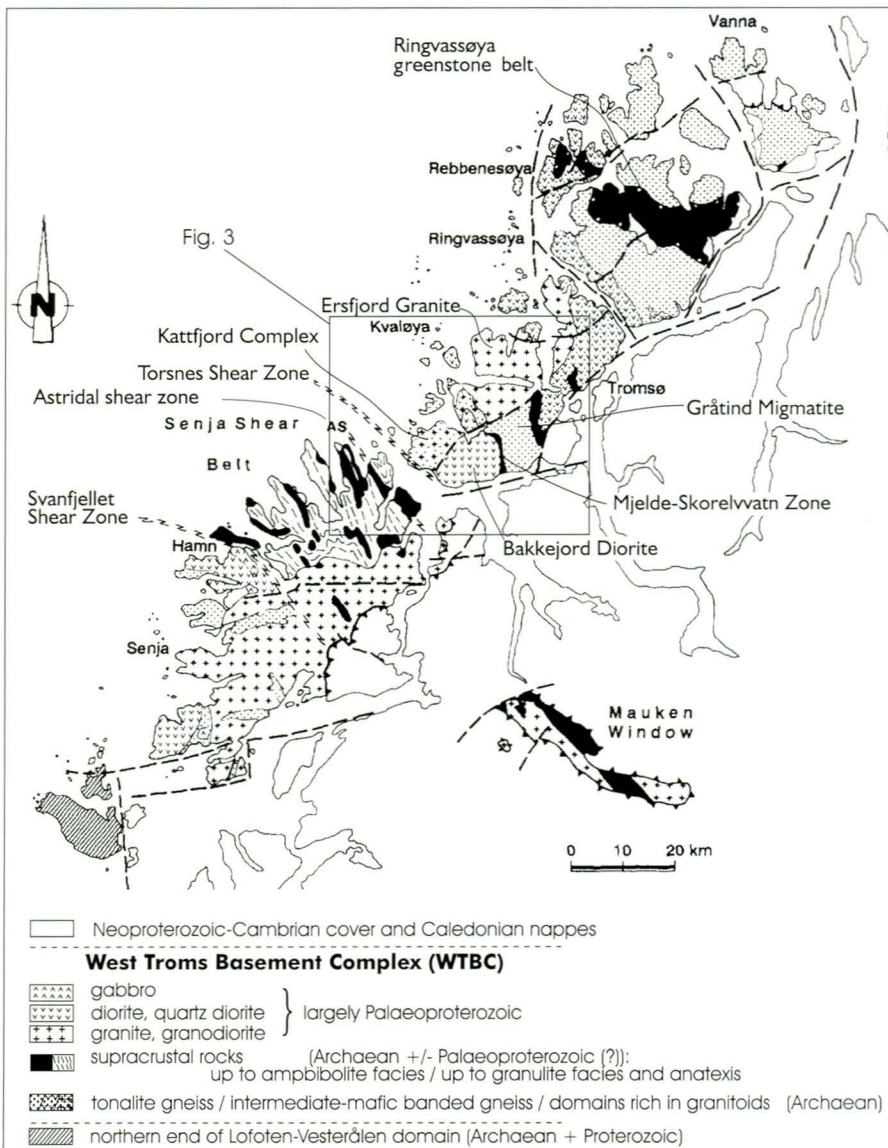 Vanna
Ringvassøya
greenstone belt
Rebbenesøya
Ringvassøya
Fig. 3
N
Ersfjord Granite
Kvaløya
Kattfjord Complex
Torsnes Shear Zone
Tromsø
Astridal shear zone
Gråtind Migmatite
Senja Shear
AS
Belt
Svanfjellet
Shear Zone
Mjelde-Skorelvvatn Zone
Hamn
Bakkejord Diorite
Senja
Mauken
Window
0 10 20 km
Neoproterozoic-Cambrian cover and Caledonian nappes
West Troms Basement Complex (WTBC)
gabbro
diorite, quartz diorite } largely Palaeoproterozoic
granite, granodiorite
supracrustal rocks (Archaean +/- Palaeoproterozoic (?)):
up to ampbibolite facies / up to granulite facies and anatexis
tonalite gneiss / intermediate-mafic banded gneiss / domains rich in granitoids (Archaean)
northern end of Lofoten-Vesterålen domain (Archaean + Proterozoic)